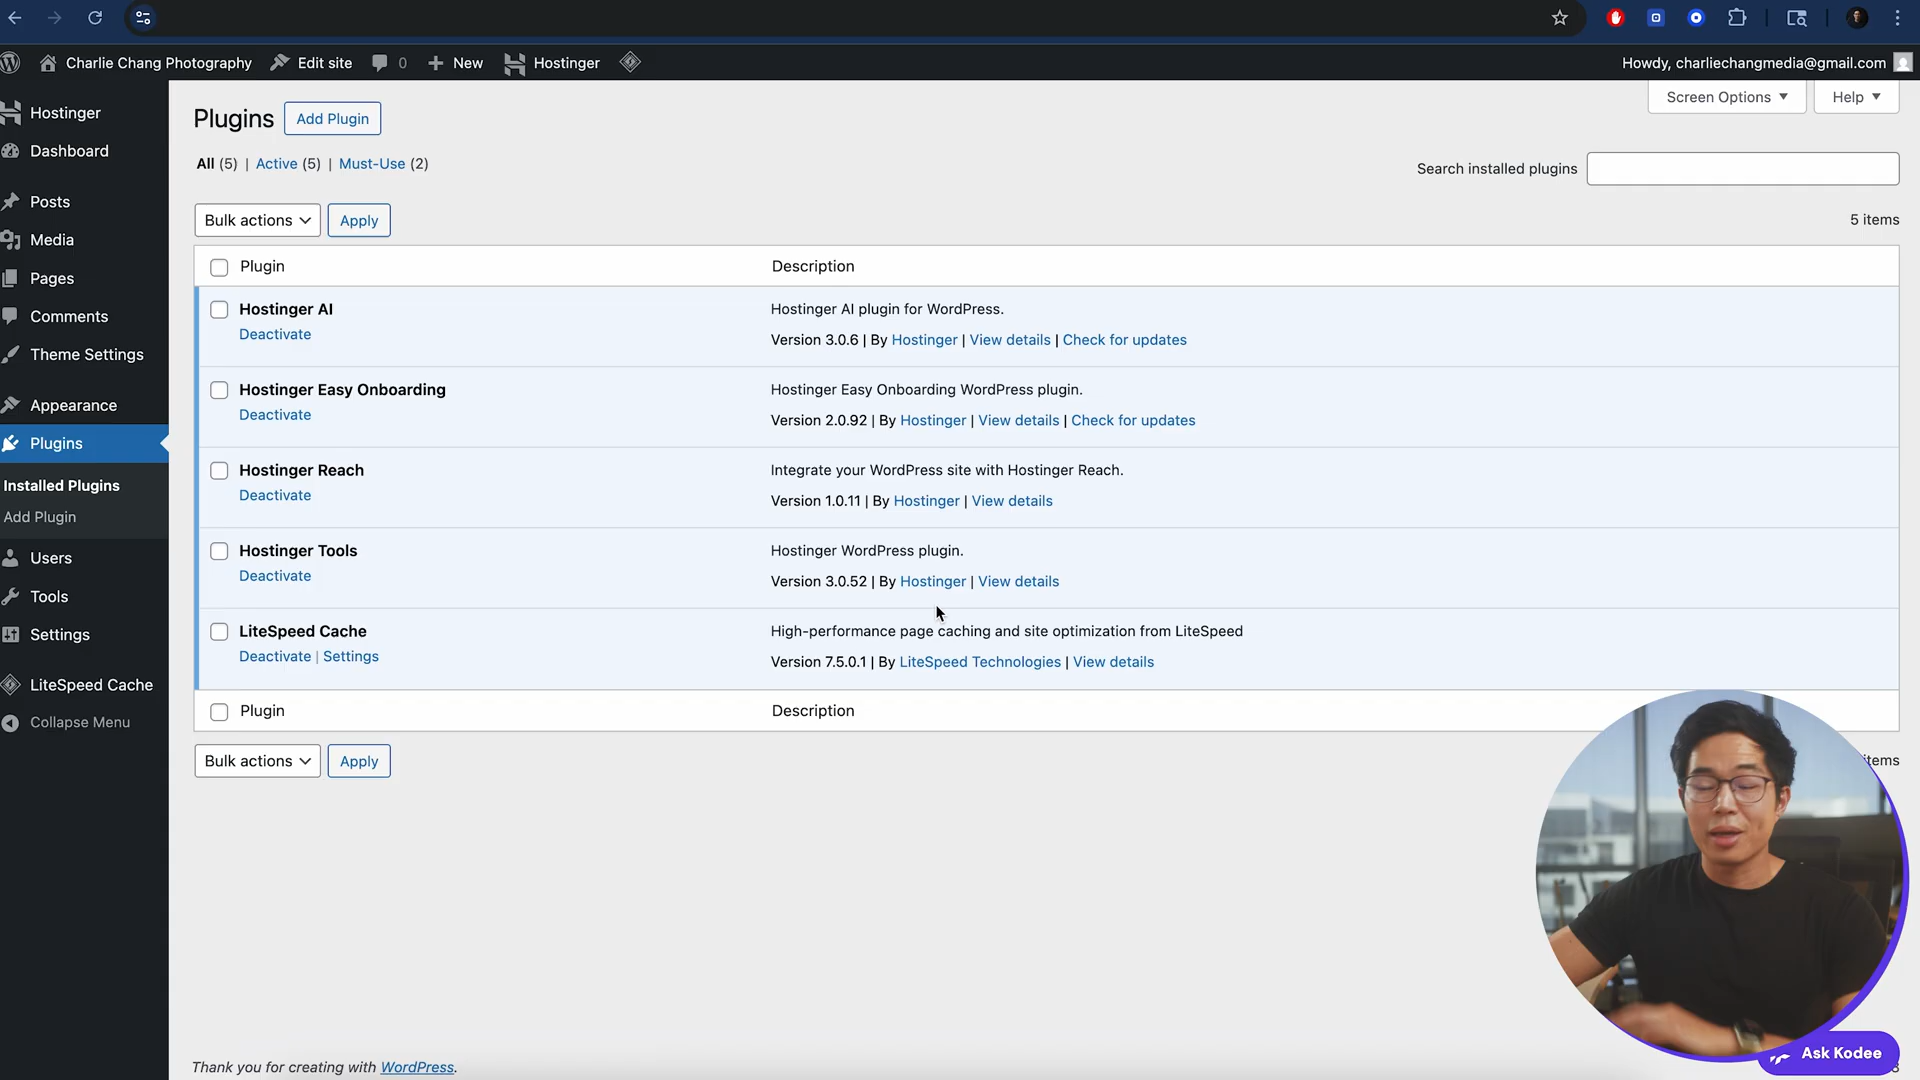 Charlie Chang Photography
Edit site
0
New
Hostinger
Howdy, charliechangmedia@gmail.com
Screen Options
Help
Hostinger
Dashboard
Posts
Media
Pages
Comments
Theme Settings
Appearance
Plugins
Installed Plugins
Add Plugin
Users
Tools
Settings
LiteSpeed Cache
Collapse Menu
Plugins
Add Plugin
All (5) | Active (5) | Must-Use (2)
Search installed plugins
Bulk actions
Apply
5 items
Plugin
Description
Hostinger AI
Deactivate
Hostinger AI plugin for WordPress.
Version 3.0.6 | By Hostinger | View details | Check for updates
Hostinger Easy Onboarding
Deactivate
Hostinger Easy Onboarding WordPress plugin.
Version 2.0.92 | By Hostinger | View details | Check for updates
Hostinger Reach
Deactivate
Integrate your WordPress site with Hostinger Reach.
Version 1.0.11 | By Hostinger | View details
Hostinger Tools
Deactivate
Hostinger WordPress plugin.
Version 3.0.52 | By Hostinger | View details
LiteSpeed Cache
Deactivate | Settings
High-performance page caching and site optimization from LiteSpeed
Version 7.5.0.1 | By LiteSpeed Technologies | View details
Plugin
Description
Bulk actions
Apply
items
Thank you for creating with WordPress.
Ask Kodee